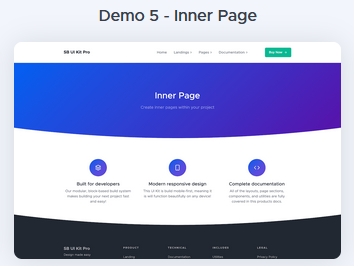 Demo 5 - Inner Page
SB UI Kit Pro
Home Landings Pages Documentation Buy Now
Inner Page
Create inner pages within your project
Built for developers
Our modular, block-based build system
makes building your next project fast
and easy!
Modern responsive design
This UI kit is build mobile-first, meaning it
is will function beautifully on any device!
Complete documentation
All of the layouts, page sections,
components, and utilities are fully
covered in this products docs.
SB UI Kit Pro
Design made easy
PRODUCT
Landing
TECHNICAL
Documentation
INCLUDES
Utilities
LEGAL
Privacy Policy